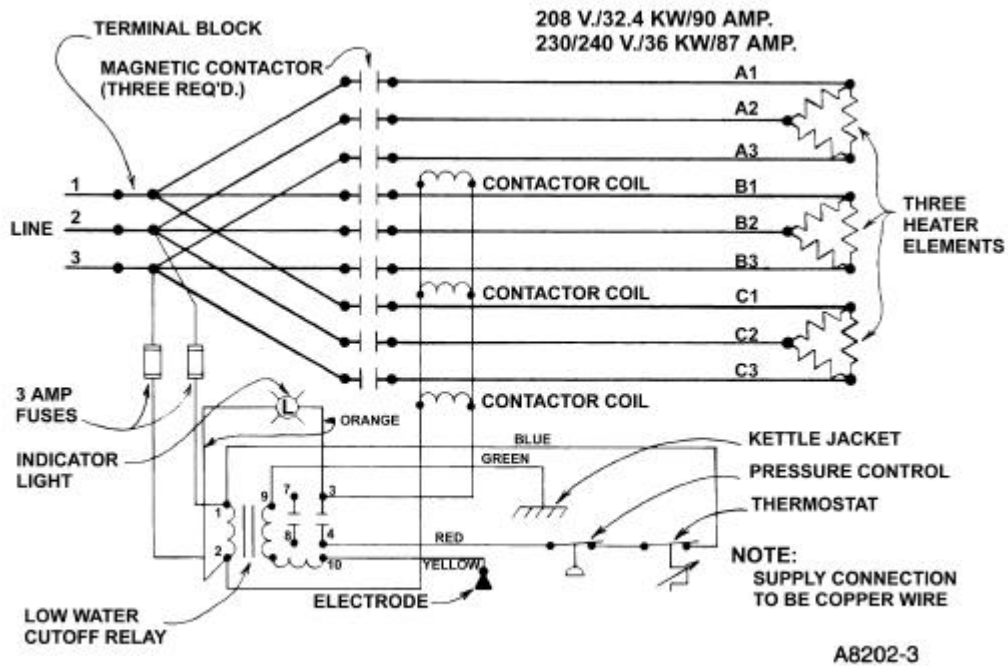 208 V./32.4 KW/90 AMP.
230/240 V./36 KW/87 AMP.
TERMINAL BLOCK
MAGNETIC CONTACTOR
(THREE REQ'D.)
A1
A2
A3
CONTACTOR COIL
B1
B2
B3
CONTACTOR COIL
C1
C2
C3
CONTACTOR COIL
THREE
HEATER
ELEMENTS
1
LINE
2
3
3 AMP
FUSES
L
ORANGE
INDICATOR
LIGHT
BLUE
GREEN
KETTLE JACKET
PRESSURE CONTROL
THERMOSTAT
1
2
9
7
3
8
4
10
RED
YELLOW
ELECTRODE
LOW WATER
CUTOFF RELAY
NOTE:
SUPPLY CONNECTION
TO BE COPPER WIRE
A8202-3